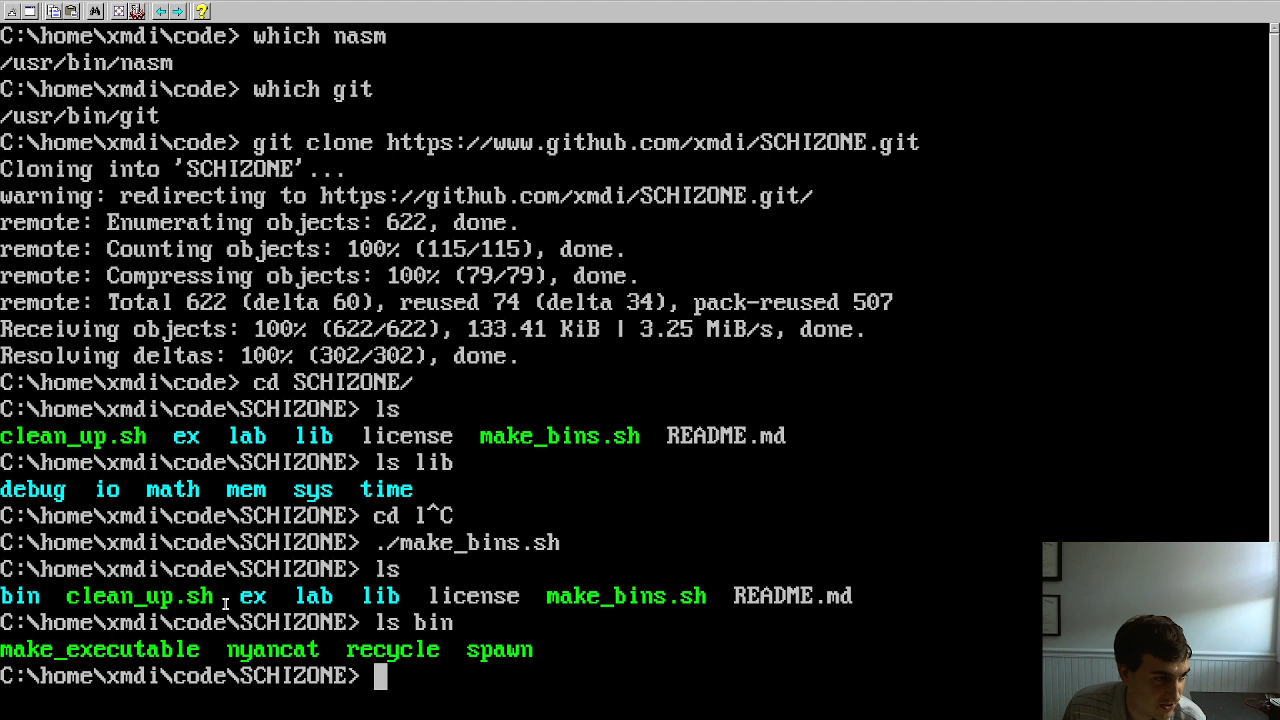 C:\home\xmdi\code> which nasm
/usr/bin/nasm
C:\home\xmdi\code> which git
/usr/bin/git
C:\home\xmdi\code> git clone https://www.github.com/xmdi/SCHIZONE.git
Cloning into 'SCHIZONE'...
warning: redirecting to https://github.com/xmdi/SCHIZONE.git/
remote: Enumerating objects: 622, done.
remote: Counting objects: 100% (115/115), done.
remote: Compressing objects: 100% (79/79), done.
remote: Total 622 (delta 60), reused 74 (delta 34), pack-reused 507
Receiving objects: 100% (622/622), 133.41 KiB | 3.25 MiB/s, done.
Resolving deltas: 100% (302/302), done.
C:\home\xmdi\code> cd SCHIZONE/
C:\home\xmdi\code\SCHIZONE> ls
clean_up.sh ex lab lib license make_bins.sh README.md
C:\home\xmdi\code\SCHIZONE> ls lib
debug io math mem sys time
C:\home\xmdi\code\SCHIZONE> cd l^C
C:\home\xmdi\code\SCHIZONE> ./make_bins.sh
C:\home\xmdi\code\SCHIZONE> ls
bin clean_up.sh ex lab lib license make_bins.sh README.md
C:\home\xmdi\code\SCHIZONE> ls bin
make_executable nyancat recycle spawn
C:\home\xmdi\code\SCHIZONE>